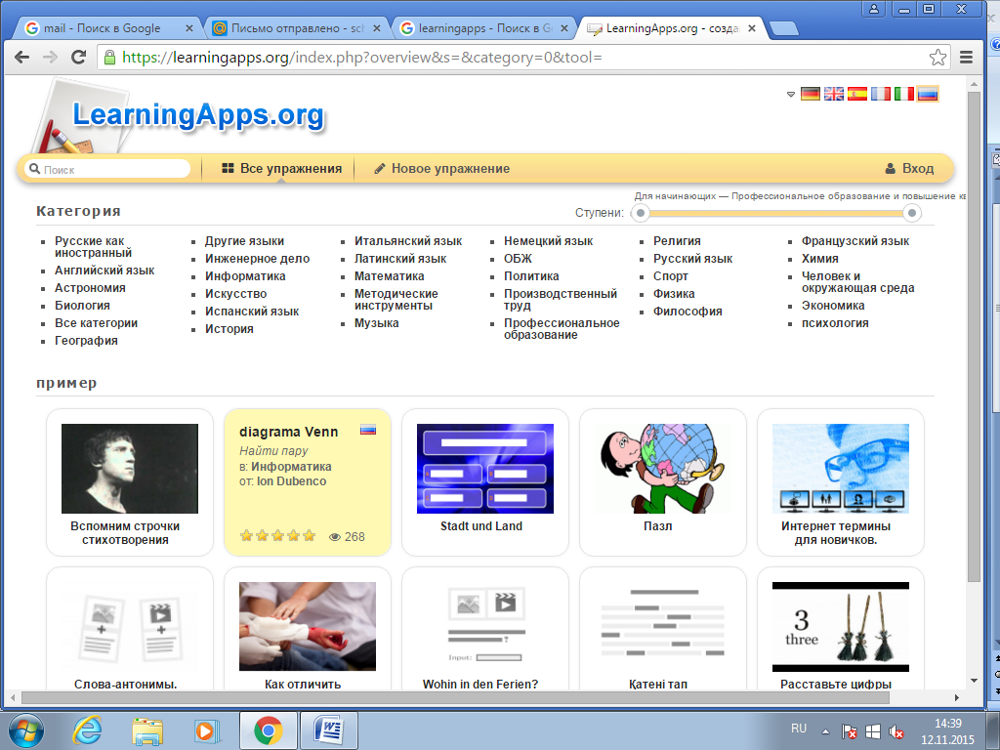 mail - Поиск в Google
Письмо отправлено - sch
learningapps - Поиск в Go
LearningApps.org - созда
https://learningapps.org/index.php?overview&s=&category=0&tool=
LearningApps.org
Поиск
Все упражнения
Новое упражнение
Вход
Для начинающих — Профессиональное образование и повышение кв
Категория
Ступени:
Русские как
иностранный
Английский язык
Астрономия
Биология
Все категории
География
Другие языки
Инженерное дело
Информатика
Искусство
Испанский язык
История
Итальянский язык
Латинский язык
Математика
Методические
инструменты
Музыка
Немецкий язык
ОБЖ
Политика
Производственный
труд
Профессиональное
образование
Религия
Русский язык
Спорт
Физика
Философия
Французский язык
Химия
Человек и
окружающая среда
Экономика
психология
пример
Вспомним строчки
стихотворения
diagrama Venn
Найти пару
в: Информатика
от: Ion Dubenco
268
Stadt und Land
Пазл
Интернет термины
для новичков.
Слова-антонимы.
Как отличить
?
Input:
Wohin in den Ferien?
Қатені тап
3
three
Расставьте цифры
RU
14:39
12.11.2015